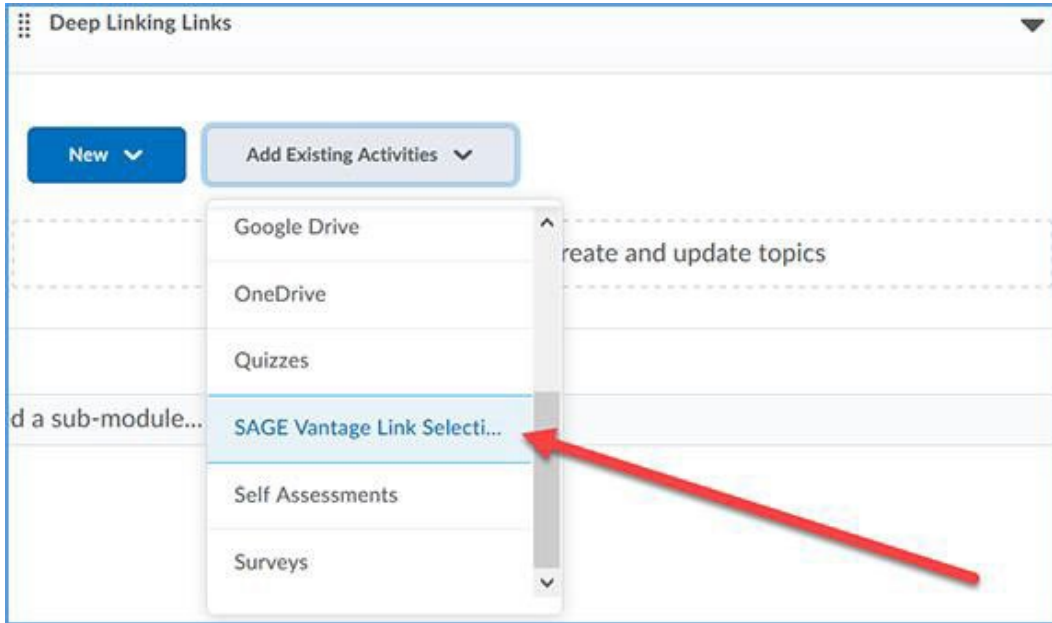 Deep Linking Links
New
Add Existing Activities
Google Drive
reate and update topics
OneDrive
Quizzes
d a sub-module...
SAGE Vantage Link Selecti...
Self Assessments
Surveys